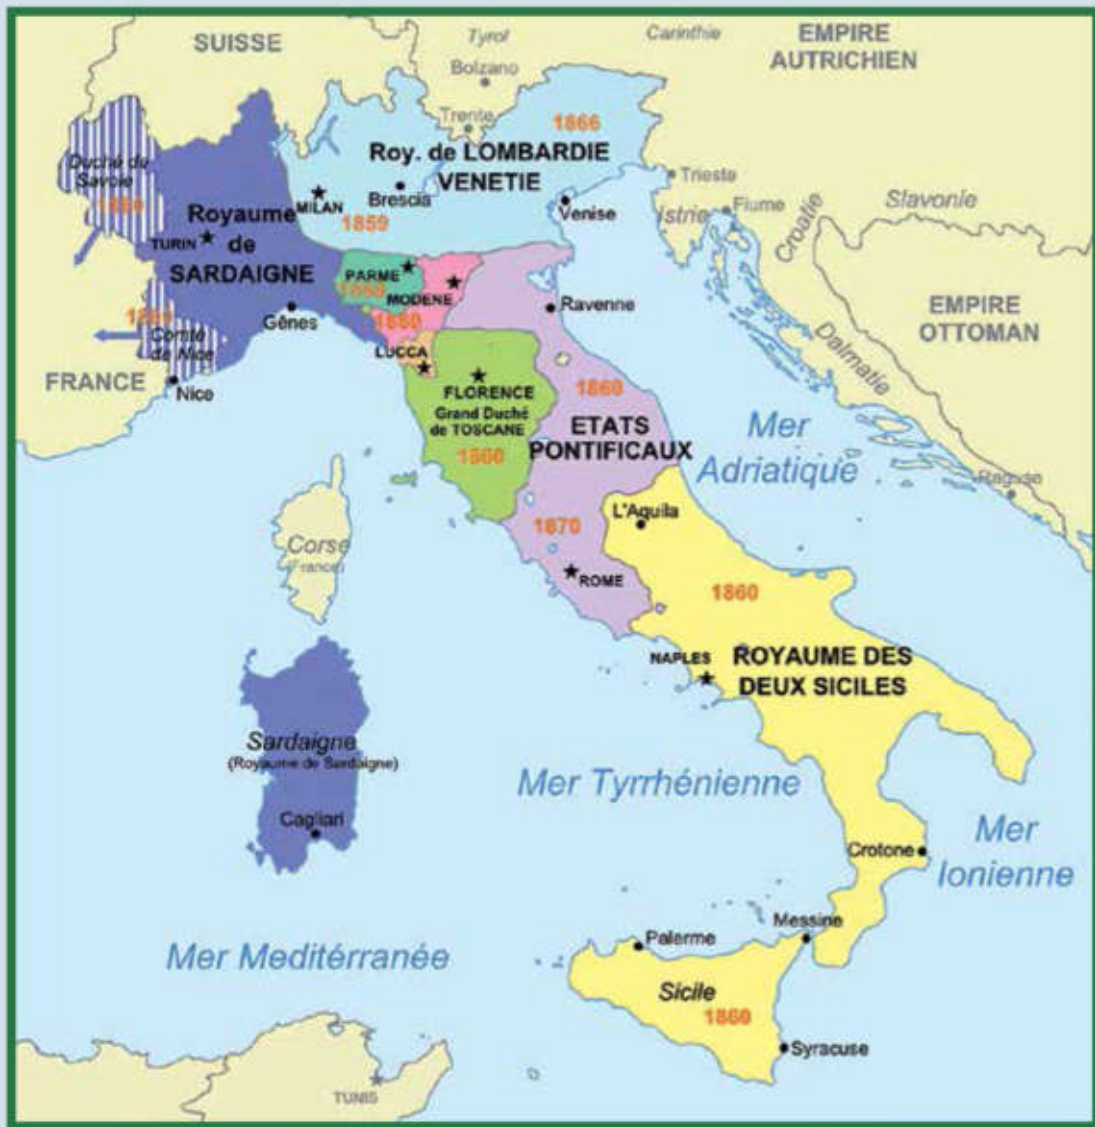 SUISSE
Tyrol
Carinthie
EMPIRE
AUTRICHIEN
Bolzano
Trente
1866
Roy. de LOMBARDIE
VENETIE
Duché de
Savoie
1860
MILAN
Brescia
1859
Venise
Trieste
Istrie
Fiume
Croatie
Slavonie
Royaume
TURIN
de
SARDAIGNE
PARME
MODENE
1860
Gênes
Ravenne
EMPIRE
OTTOMAN
Dalmatie
Comté
de Nice
FRANCE
Nice
LUCCA
FLORENCE
Grand Duché
de TOSCANE
1860
1860
ETATS
PONTIFICAUX
Mer
Adriatique
Raguse
L'Aquila
Corse
(France)
1870
ROME
1860
NAPLES
ROYAUME DES
DEUX SICILES
Sardaigne
(Royaume de Sardaigne)
Cagliari
Mer Tyrrhénienne
Crotone
Mer
Ionienne
Mer Meditérranée
Palerme
Messine
Sicile
1860
Syracuse
TUNIS